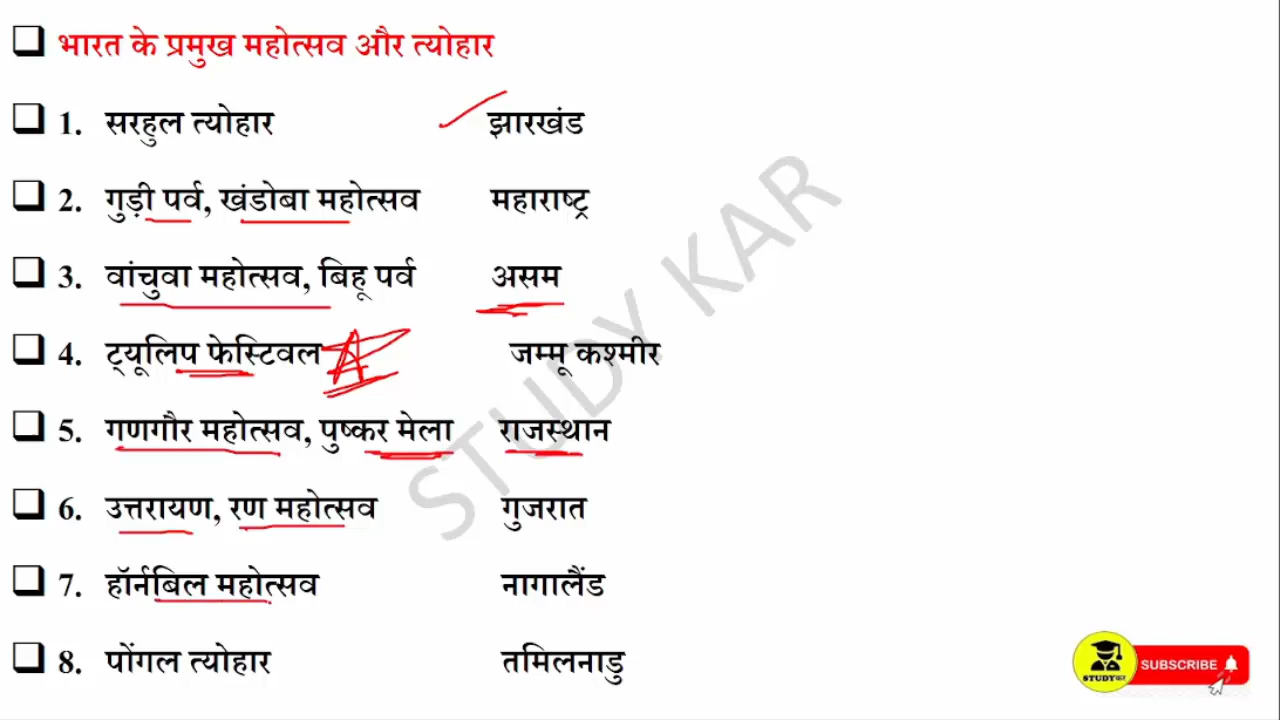 भारत के प्रमुख महोत्सव और त्योहार
1. सरहुल त्योहार झारखंड
2. गुड़ी पर्व, खंडोबा महोत्सव महाराष्ट्र
3. वांचुवा महोत्सव, बिहू पर्व असम
4. ट्यूलिप फेस्टिवल जम्मू कश्मीर
5. गणगौर महोत्सव, पुष्कर मेला राजस्थान
6. उत्तरायण, रण महोत्सव गुजरात
7. हॉर्नबिल महोत्सव नागालैंड
8. पोंगल त्योहार तमिलनाडु
STUDY KAR
STUDYकर
SUBSCRIBE